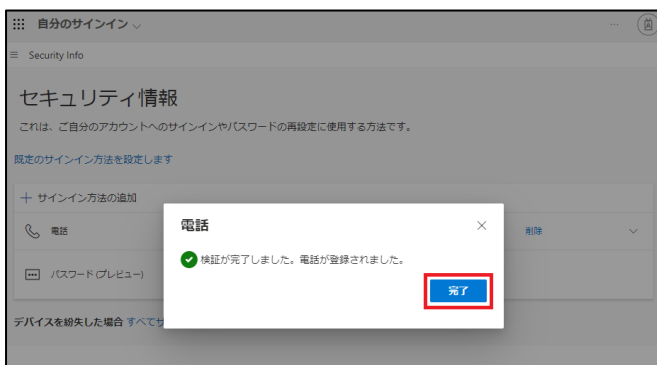 自分のサインイン
Security Info
セキュリティ情報
これは、ご自分のアカウントへのサインインやパスワードの再設定に使用する方法です。
既定のサインイン方法を設定します
サインイン方法の追加
電話
削除
パスワード (プレビュー)
電話
検証が完了しました。電話が登録されました。
完了
デバイスを紛失した場合 すべてサ